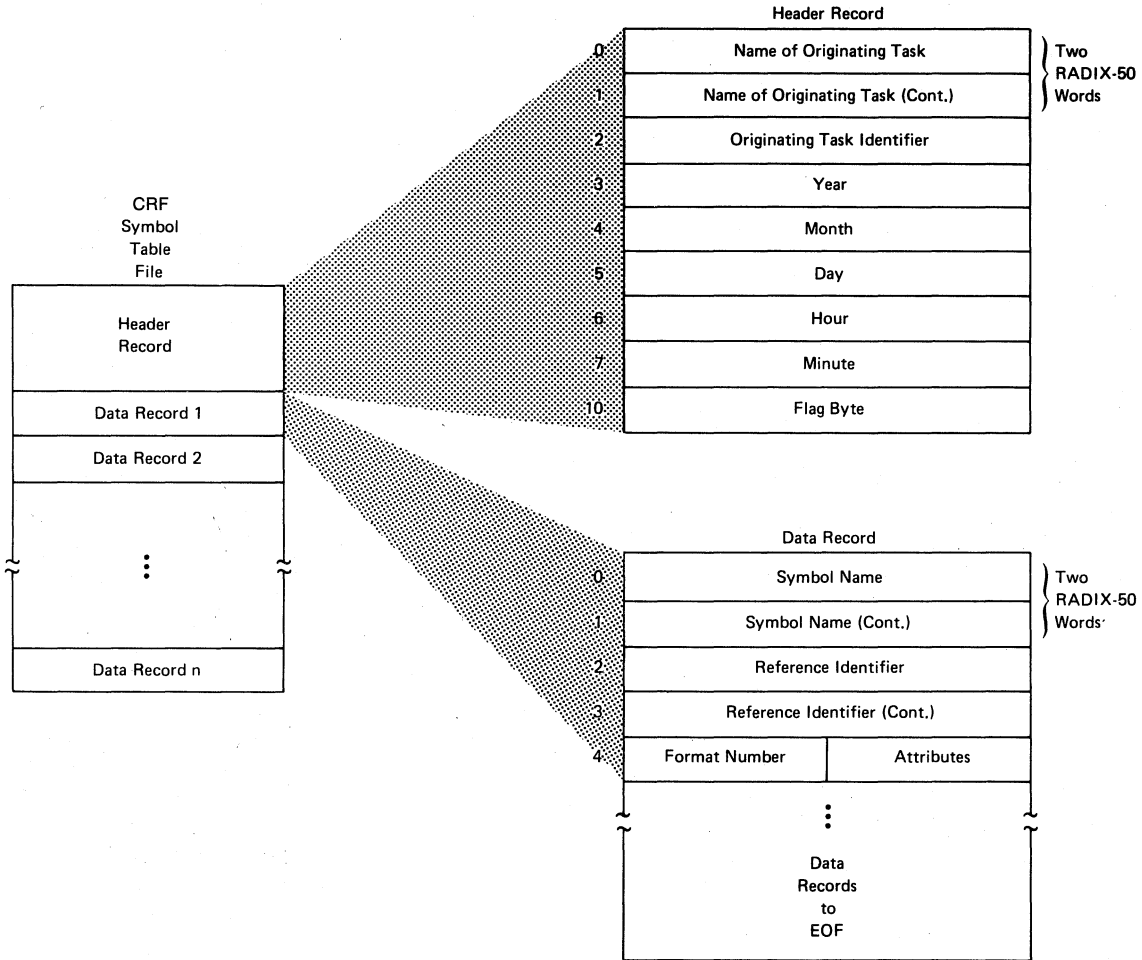 Header Record
0 Name of Originating Task
1 Name of Originating Task (Cont.)
Two
RADIX-50
Words
2 Originating Task Identifier
3 Year
4 Month
5 Day
6 Hour
7 Minute
10 Flag Byte
CRF
Symbol
Table
File
Header
Record
Data Record 1
Data Record 2
Data Record n
Data Record
0 Symbol Name
1 Symbol Name (Cont.)
Two
RADIX-50
Words
2 Reference Identifier
3 Reference Identifier (Cont.)
4 Format Number Attributes
Data
Records
to
EOF